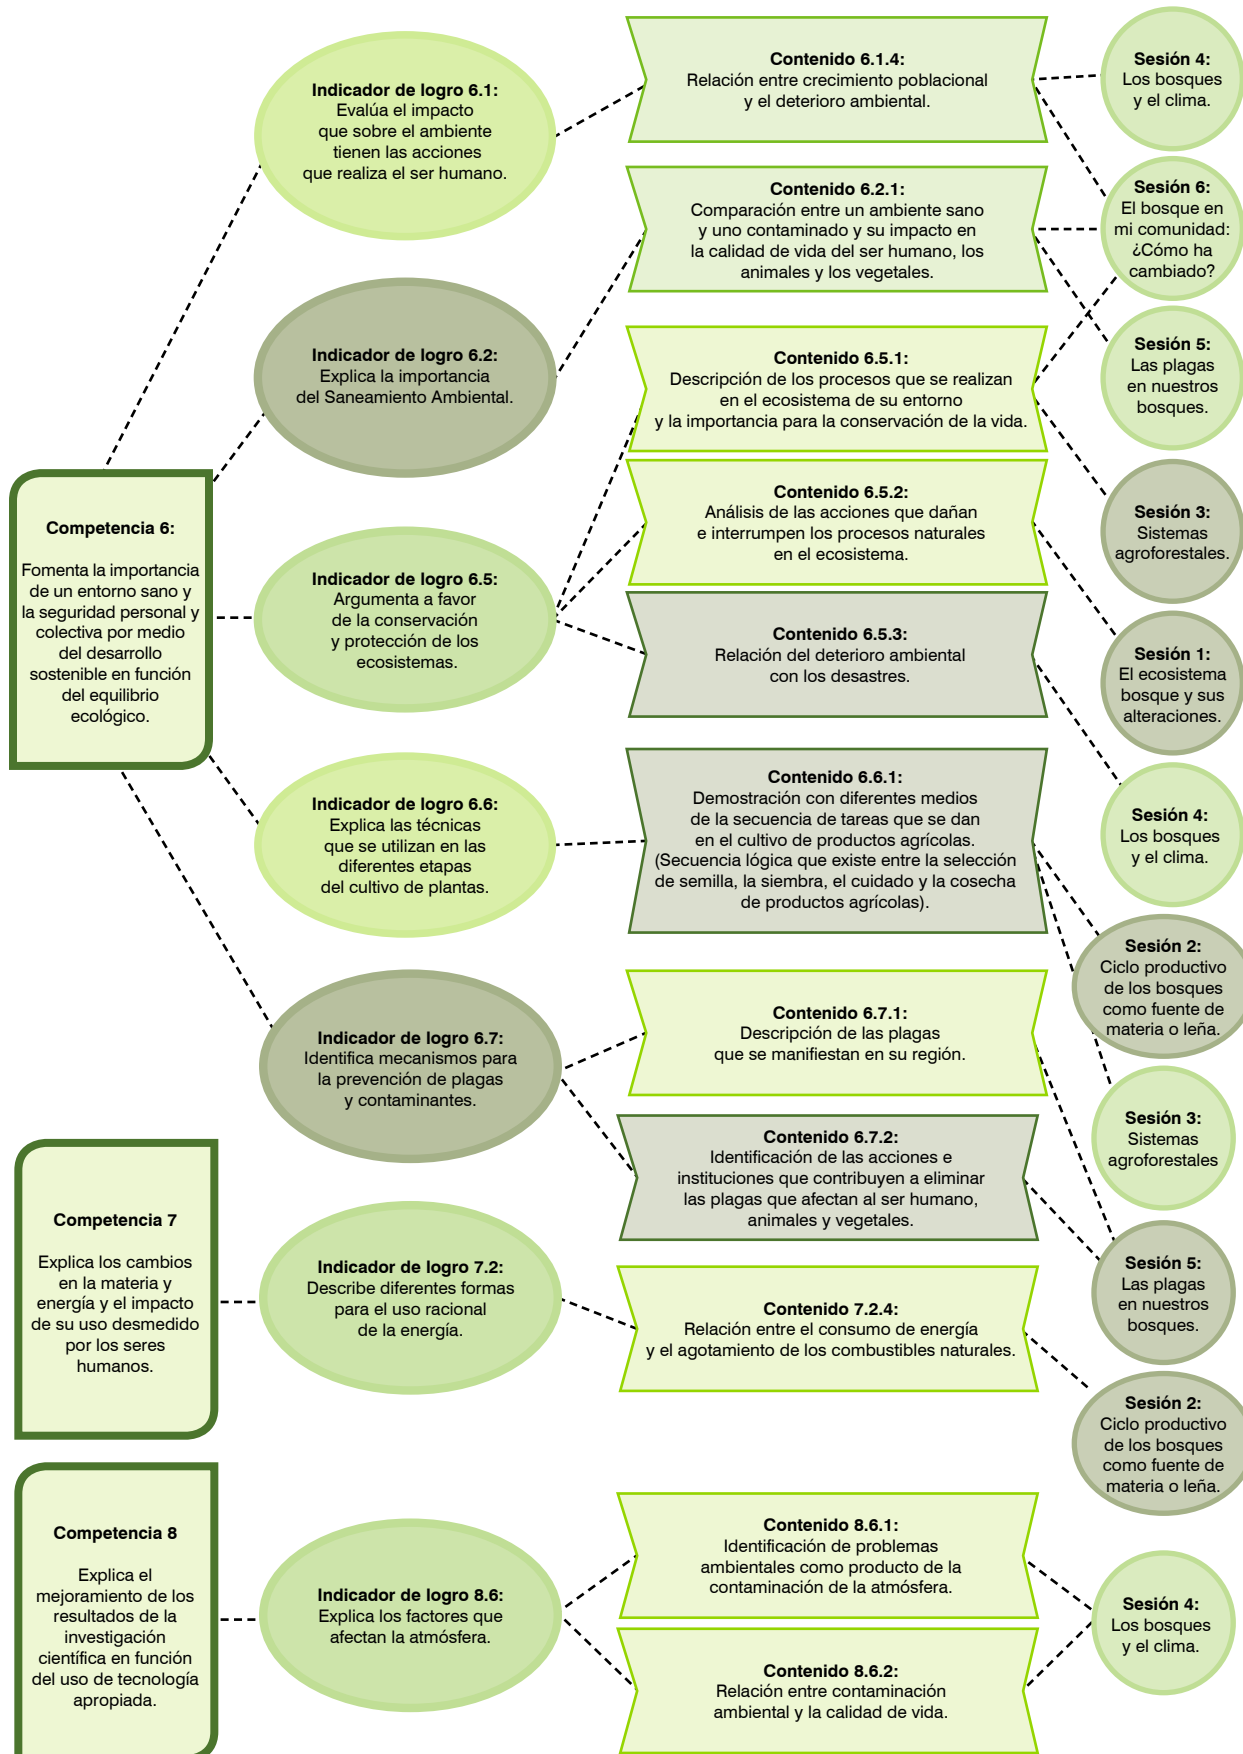 Competencia 6:
Fomenta la importancia
de un entorno sano y
la seguridad personal y
colectiva por medio
del desarrollo
sostenible en función
del equilibrio
ecológico.
Indicador de logro 6.1:
Evalúa el impacto
que sobre el ambiente
tienen las acciones
que realiza el ser humano.
Indicador de logro 6.2:
Explica la importancia
del Saneamiento Ambiental.
Indicador de logro 6.5:
Argumenta a favor
de la conservación
y protección de los
ecosistemas.
Indicador de logro 6.6:
Explica las técnicas
que se utilizan en las
diferentes etapas
del cultivo de plantas.
Indicador de logro 6.7:
Identifica mecanismos para
la prevención de plagas
y contaminantes.
Contenido 6.1.4:
Relación entre crecimiento poblacional
y el deterioro ambiental.
Contenido 6.2.1:
Comparación entre un ambiente sano
y uno contaminado y su impacto en
la calidad de vida del ser humano, los
animales y los vegetales.
Contenido 6.5.1:
Descripción de los procesos que se realizan
en el ecosistema de su entorno
y la importancia para la conservación de la vida.
Contenido 6.5.2:
Análisis de las acciones que dañan
e interrumpen los procesos naturales
en el ecosistema.
Contenido 6.5.3:
Relación del deterioro ambiental
con los desastres.
Contenido 6.6.1:
Demostración con diferentes medios
de la secuencia de tareas que se dan
en el cultivo de productos agrícolas.
(Secuencia lógica que existe entre la selección
de semilla, la siembra, el cuidado y la cosecha
de productos agrícolas).
Contenido 6.7.1:
Descripción de las plagas
que se manifiestan en su región.
Contenido 6.7.2:
Identificación de las acciones e
instituciones que contribuyen a eliminar
las plagas que afectan al ser humano,
animales y vegetales.
Sesión 4:
Los bosques
y el clima.
Sesión 6:
El bosque en
mi comunidad:
¿Cómo ha
cambiado?
Sesión 5:
Las plagas
en nuestros
bosques.
Sesión 3:
Sistemas
agroforestales.
Sesión 1:
El ecosistema
bosque y sus
alteraciones.
Sesión 4:
Los bosques
y el clima.
Sesión 2:
Ciclo productivo
de los bosques
como fuente de
materia o leña.
Sesión 3:
Sistemas
agroforestales
Sesión 5:
Las plagas
en nuestros
bosques.
Competencia 7
Explica los cambios
en la materia y
energía y el impacto
de su uso desmedido
por los seres
humanos.
Indicador de logro 7.2:
Describe diferentes formas
para el uso racional
de la energía.
Contenido 7.2.4:
Relación entre el consumo de energía
y el agotamiento de los combustibles naturales.
Sesión 2:
Ciclo productivo
de los bosques
como fuente de
materia o leña.
Competencia 8
Explica el
mejoramiento de los
resultados de la
investigación
científica en función
del uso de tecnología
apropiada.
Indicador de logro 8.6:
Explica los factores que
afectan la atmósfera.
Contenido 8.6.1:
Identificación de problemas
ambientales como producto de la
contaminación de la atmósfera.
Contenido 8.6.2:
Relación entre contaminación
ambiental y la calidad de vida.
Sesión 4:
Los bosques
y el clima.